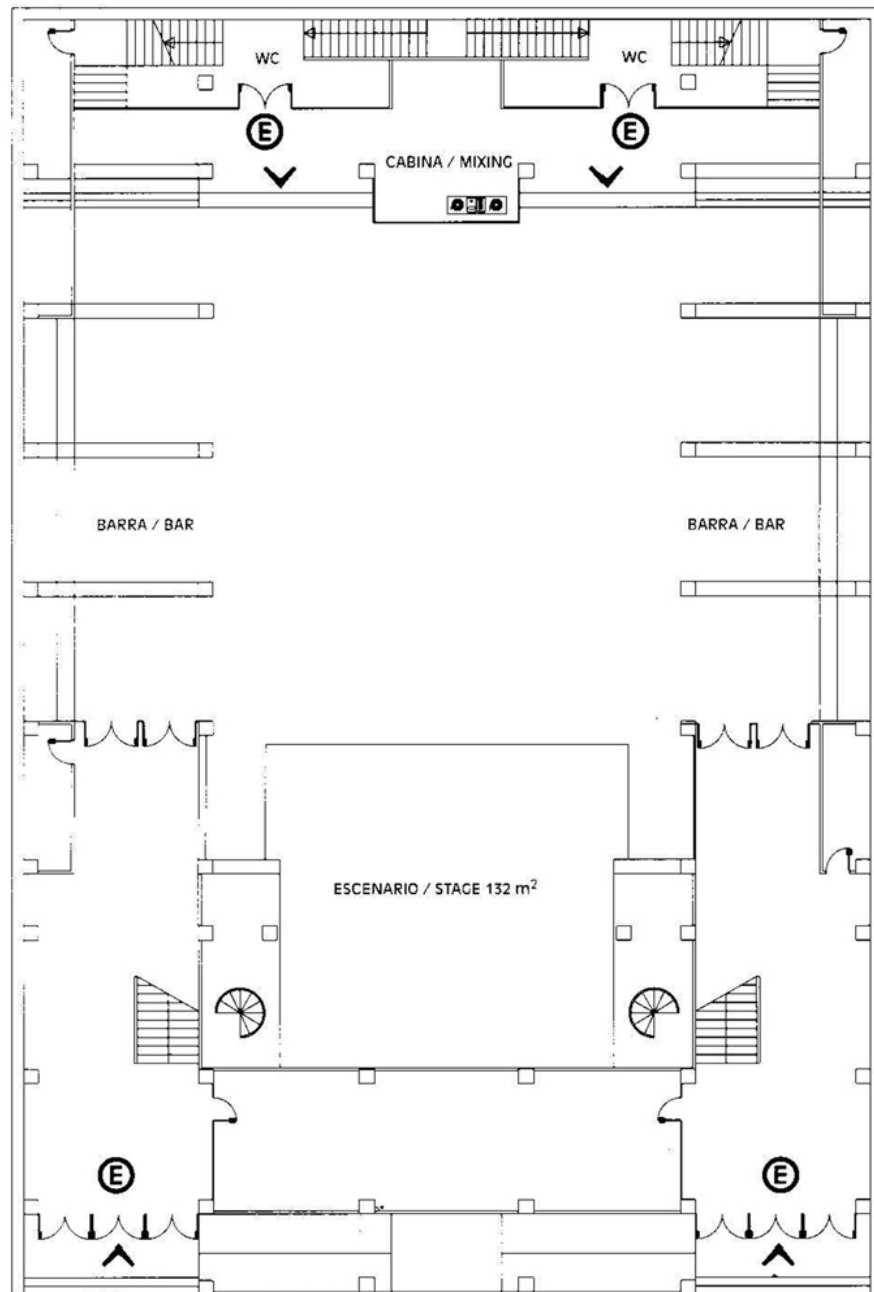 WC
WC
E
E
CABINA / MIXING
BARRA / BAR
BARRA / BAR
ESCENARIO / STAGE 132 m²
E
E